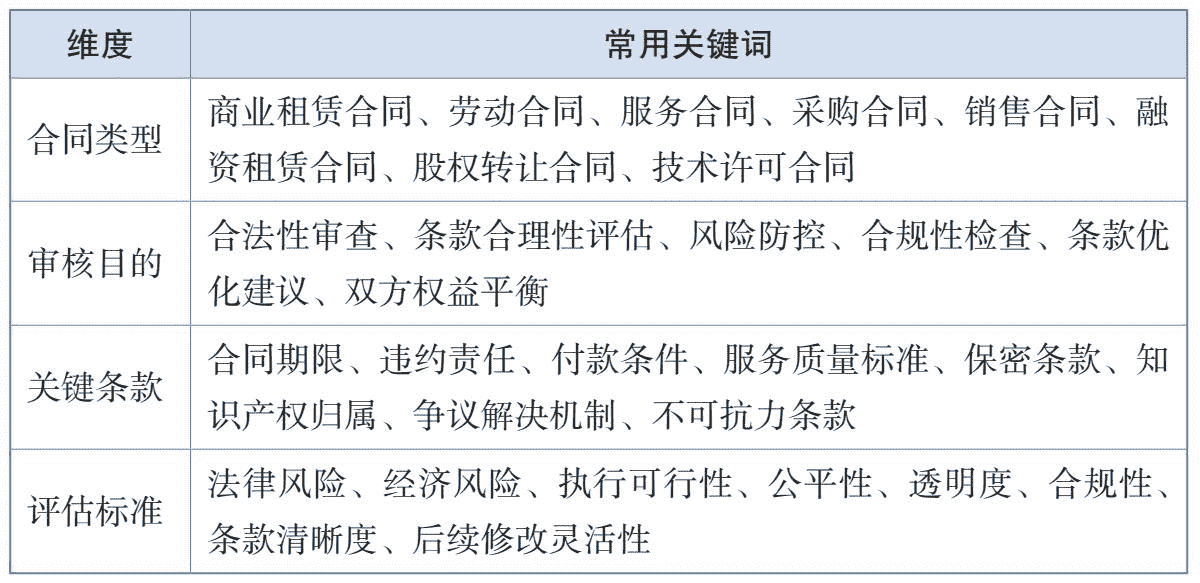 维度
常用关键词
合同类型
商业租赁合同、劳动合同、服务合同、采购合同、销售合同、融
资租赁合同、股权转让合同、技术许可合同
审核目的
合法性审查、条款合理性评估、风险防控、合规性检查、条款优
化建议、双方权益平衡
关键条款
合同期限、违约责任、付款条件、服务质量标准、保密条款、知
识产权归属、争议解决机制、不可抗力条款
评估标准
法律风险、经济风险、执行可行性、公平性、透明度、合规性、
条款清晰度、后续修改灵活性